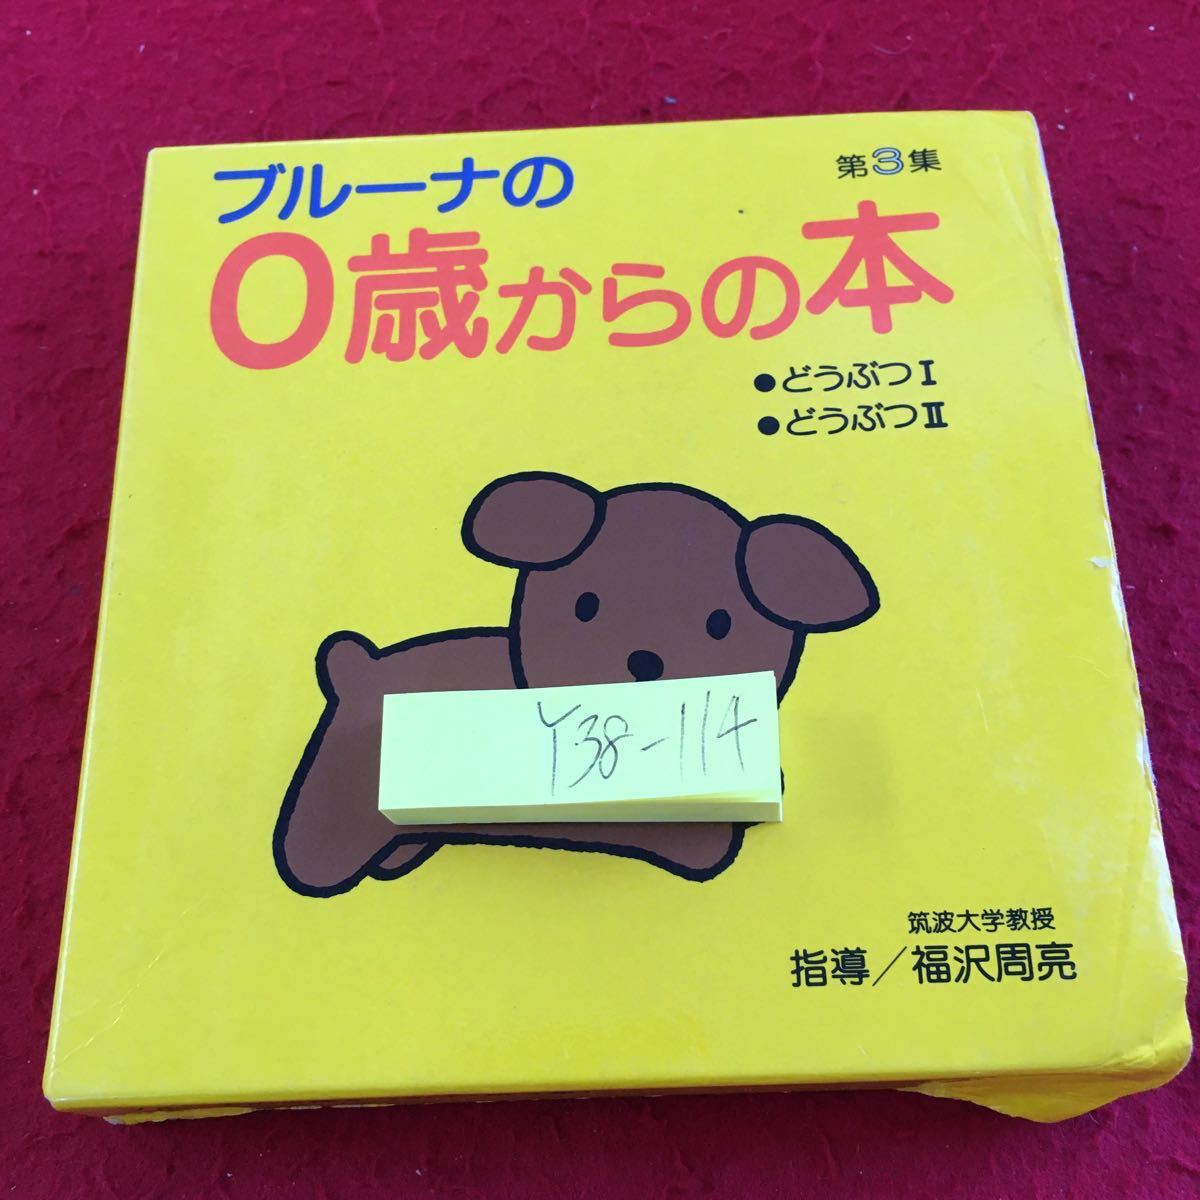 ブルーナの
第3集
0歳からの本
●どうぶつⅠ
●どうぶつⅡ
Y38-114
筑波大学教授
指導／福沢周亮